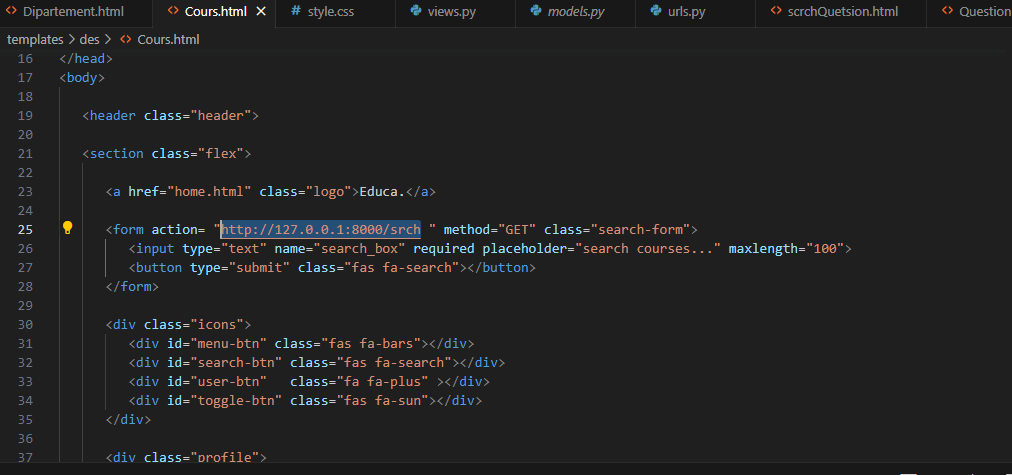 Dipartement.html Cours.html × # style.css views.py models.py urls.py scrchQuetsion.html Question
templates > des > Cours.html
16 </head>
17 <body>
18
19 <header class="header">
20
21 <section class="flex">
22
23 <a href="home.html" class="logo">Educa.</a>
24
25 <form action= "http://127.0.0.1:8000/srch " method="GET" class="search-form">
26 <input type="text" name="search_box" required placeholder="search courses..." maxlength="100">
27 <button type="submit" class="fas fa-search"></button>
28 </form>
29
30 <div class="icons">
31 <div id="menu-btn" class="fas fa-bars"></div>
32 <div id="search-btn" class="fas fa-search"></div>
33 <div id="user-btn"   class="fa fa-plus" ></div>
34 <div id="toggle-btn" class="fas fa-sun"></div>
35 </div>
36
37 <div class="profile">